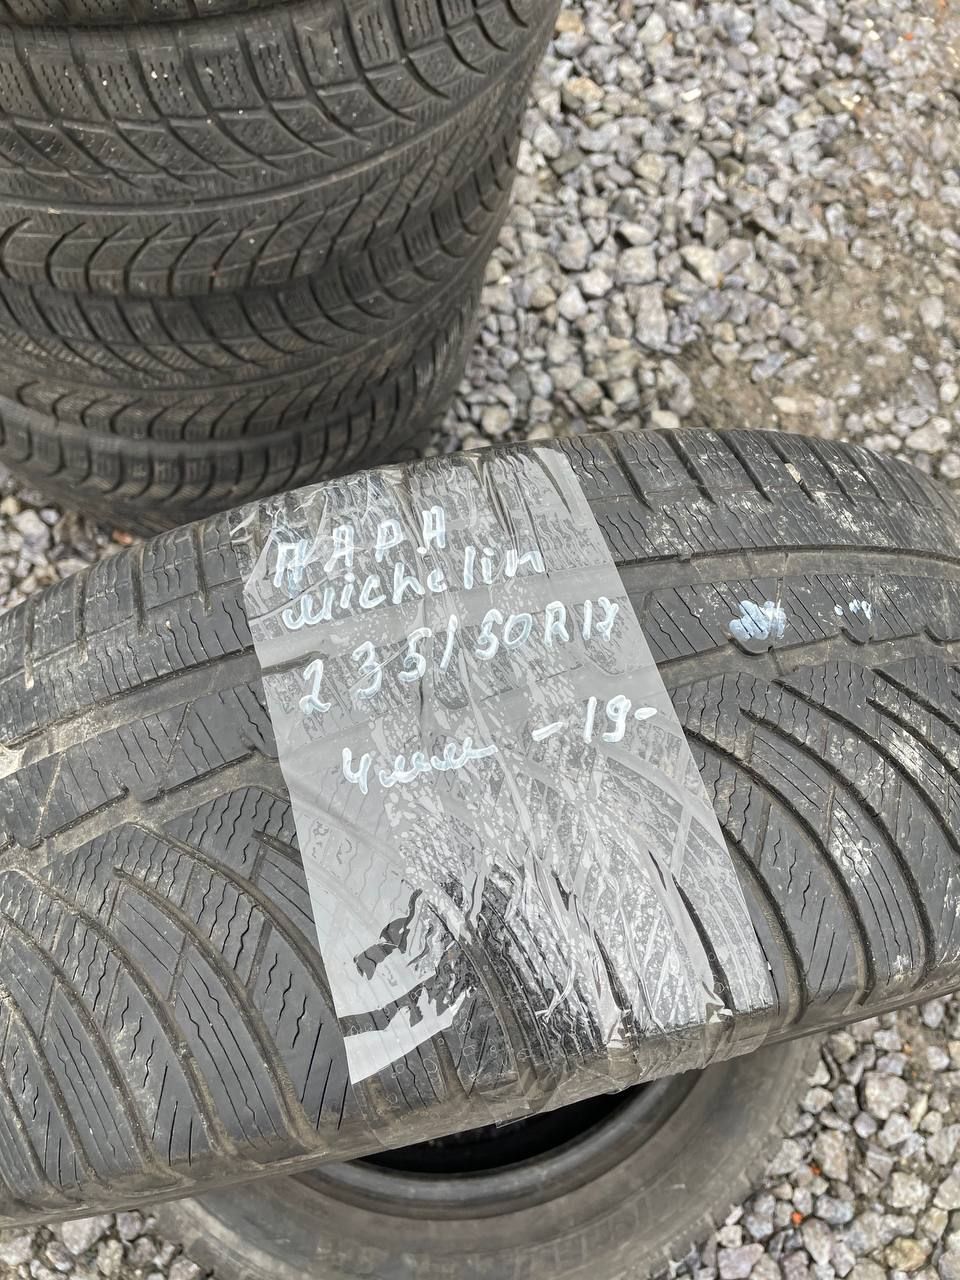 ПАРА
michelin
235/50R17
4мм -19-